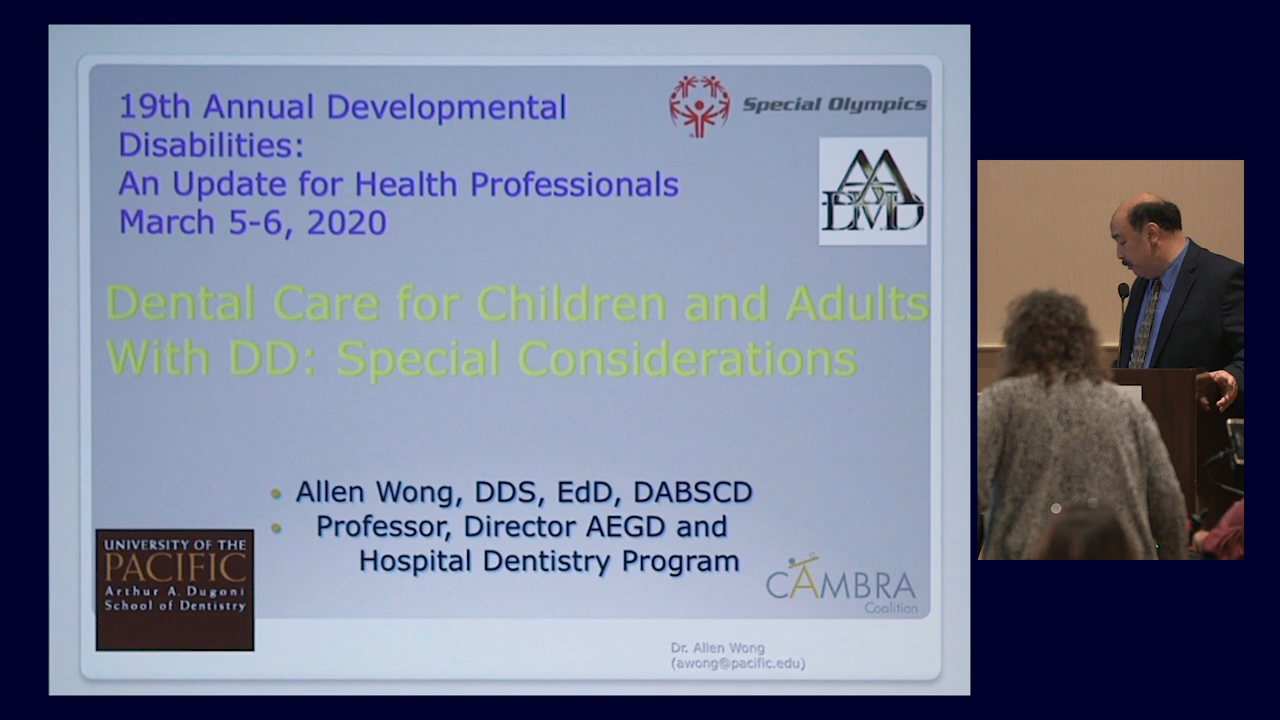 19th Annual Developmental
Disabilities:
An Update for Health Professionals
March 5-6, 2020
Special Olympics
AADMD
Dental Care for Children and Adults
With DD: Special Considerations
• Allen Wong, DDS, EdD, DABSCD
• Professor, Director AEGD and
Hospital Dentistry Program
UNIVERSITY OF THE
PACIFIC
Arthur A. Dugoni
School of Dentistry
CAMBRA
Coalition
Dr. Allen Wong
(awong@pacific.edu)